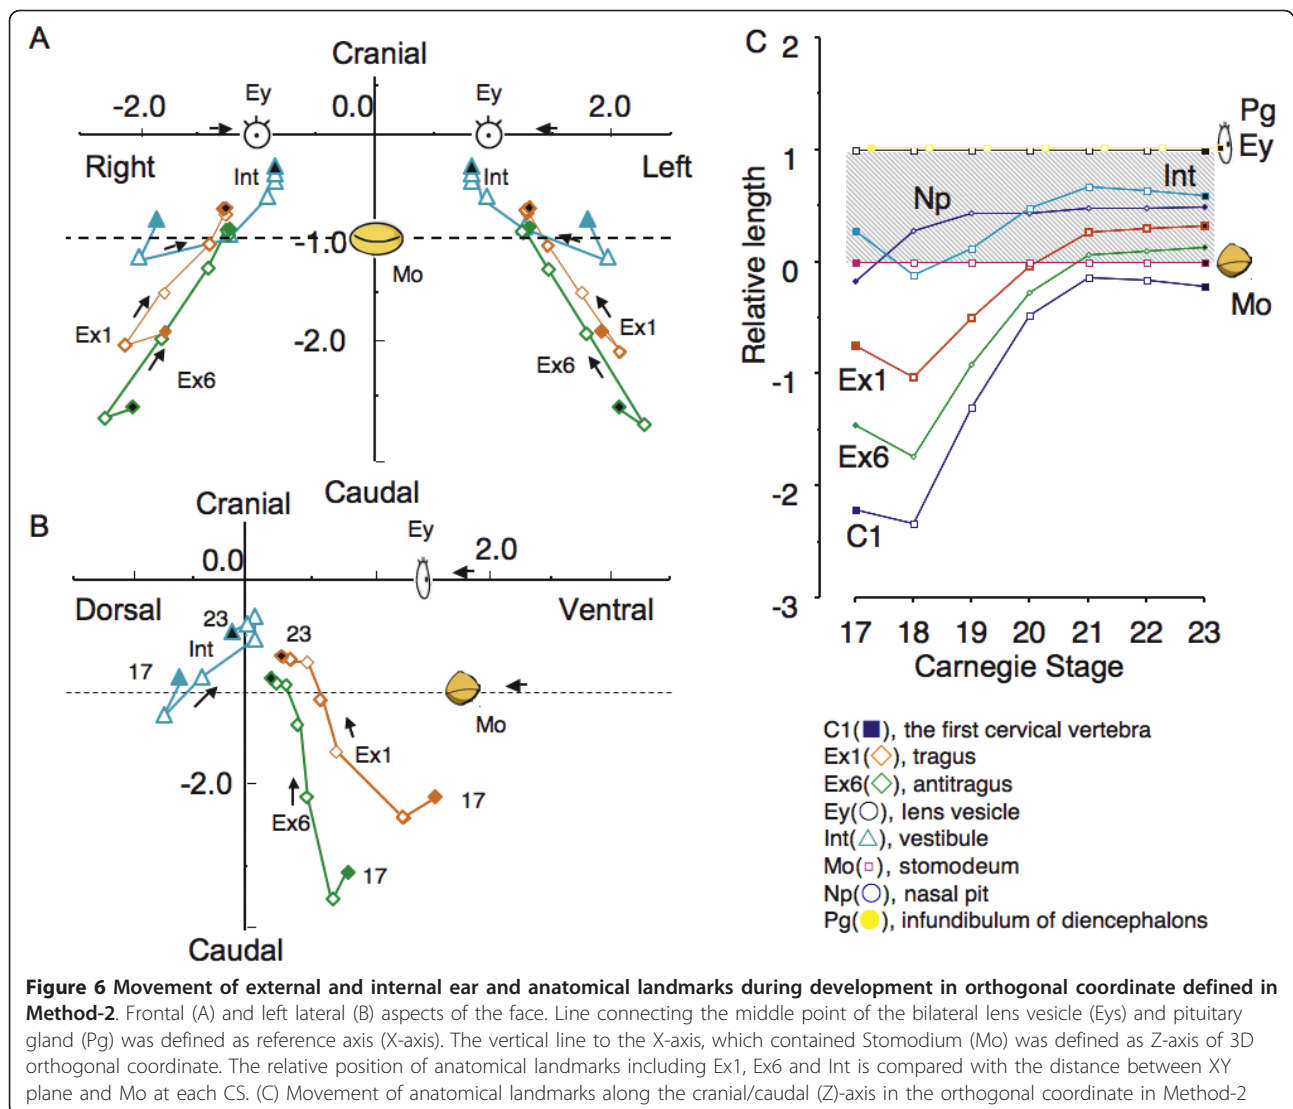 A
Cranial
-2.0
Ey
0.0
Ey
2.0
Right
Int
Int
Left
-1.0
Mo
Ex1
Ex1
-2.0
Ex6
Ex6
Caudal
B
Cranial
Ey
0.0
2.0
Dorsal
Ventral
23
23
Int
17
Mo
Ex1
-2.0
17
Ex6
17
Caudal
C
2
Pg
Ey
1
Int
Np
Relative length
0
Mo
-1
Ex1
Ex6
-2
C1
-3
17 18 19 20 21 22 23
Carnegie Stage
C1(■), the first cervical vertebra
Ex1(◇), tragus
Ex6(◇), antitragus
Ey(○), lens vesicle
Int(△), vestibule
Mo(□), stomodeum
Np(○), nasal pit
Pg(●), infundibulum of diencephalons
Figure 6 Movement of external and internal ear and anatomical landmarks during development in orthogonal coordinate defined in
Method-2. Frontal (A) and left lateral (B) aspects of the face. Line connecting the middle point of the bilateral lens vesicle (Eys) and pituitary
gland (Pg) was defined as reference axis (X-axis). The vertical line to the X-axis, which contained Stomodium (Mo) was defined as Z-axis of 3D
orthogonal coordinate. The relative position of anatomical landmarks including Ex1, Ex6 and Int is compared with the distance between XY
plane and Mo at each CS. (C) Movement of anatomical landmarks along the cranial/caudal (Z)-axis in the orthogonal coordinate in Method-2